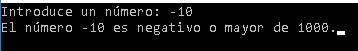 Introduce un número: -10
El número -10 es negativo o mayor de 1000.